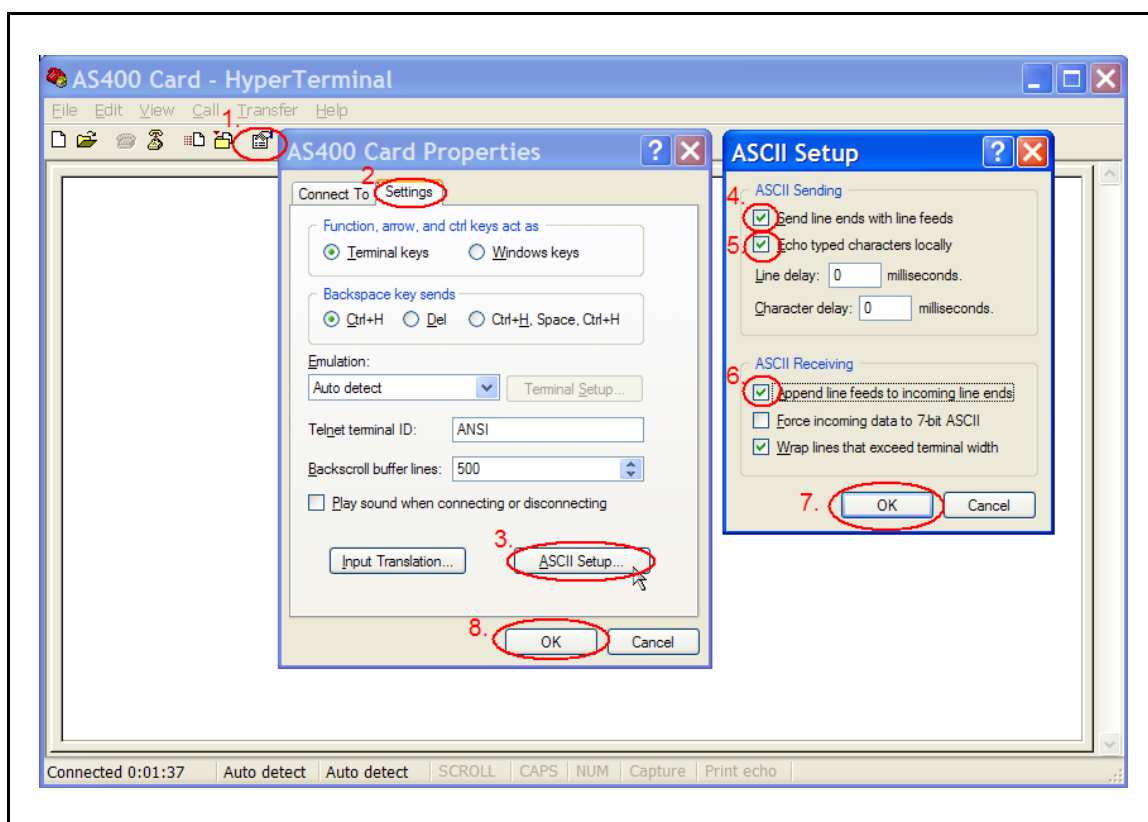 AS400 Card - HyperTerminal
File Edit View Call Transfer Help
1.
AS400 Card Properties
Connect To Settings
2
Function, arrow, and ctrl keys act as
Terminal keys Windows keys
Backspace key sends
Ctrl+H Del Ctrl+H, Space, Ctrl+H
Emulation:
Auto detect Terminal Setup...
Telnet terminal ID: ANSI
Backscroll buffer lines: 500
Play sound when connecting or disconnecting
3.
Input Translation... ASCII Setup...
8.
OK Cancel
ASCII Setup
ASCII Sending
4.
Send line ends with line feeds
5.
Echo typed characters locally
Line delay: 0 milliseconds.
Character delay: 0 milliseconds.
ASCII Receiving
6.
Append line feeds to incoming line ends
Force incoming data to 7-bit ASCII
Wrap lines that exceed terminal width
7.
OK Cancel
Connected 0:01:37 Auto detect Auto detect SCROLL CAPS NUM Capture Print echo